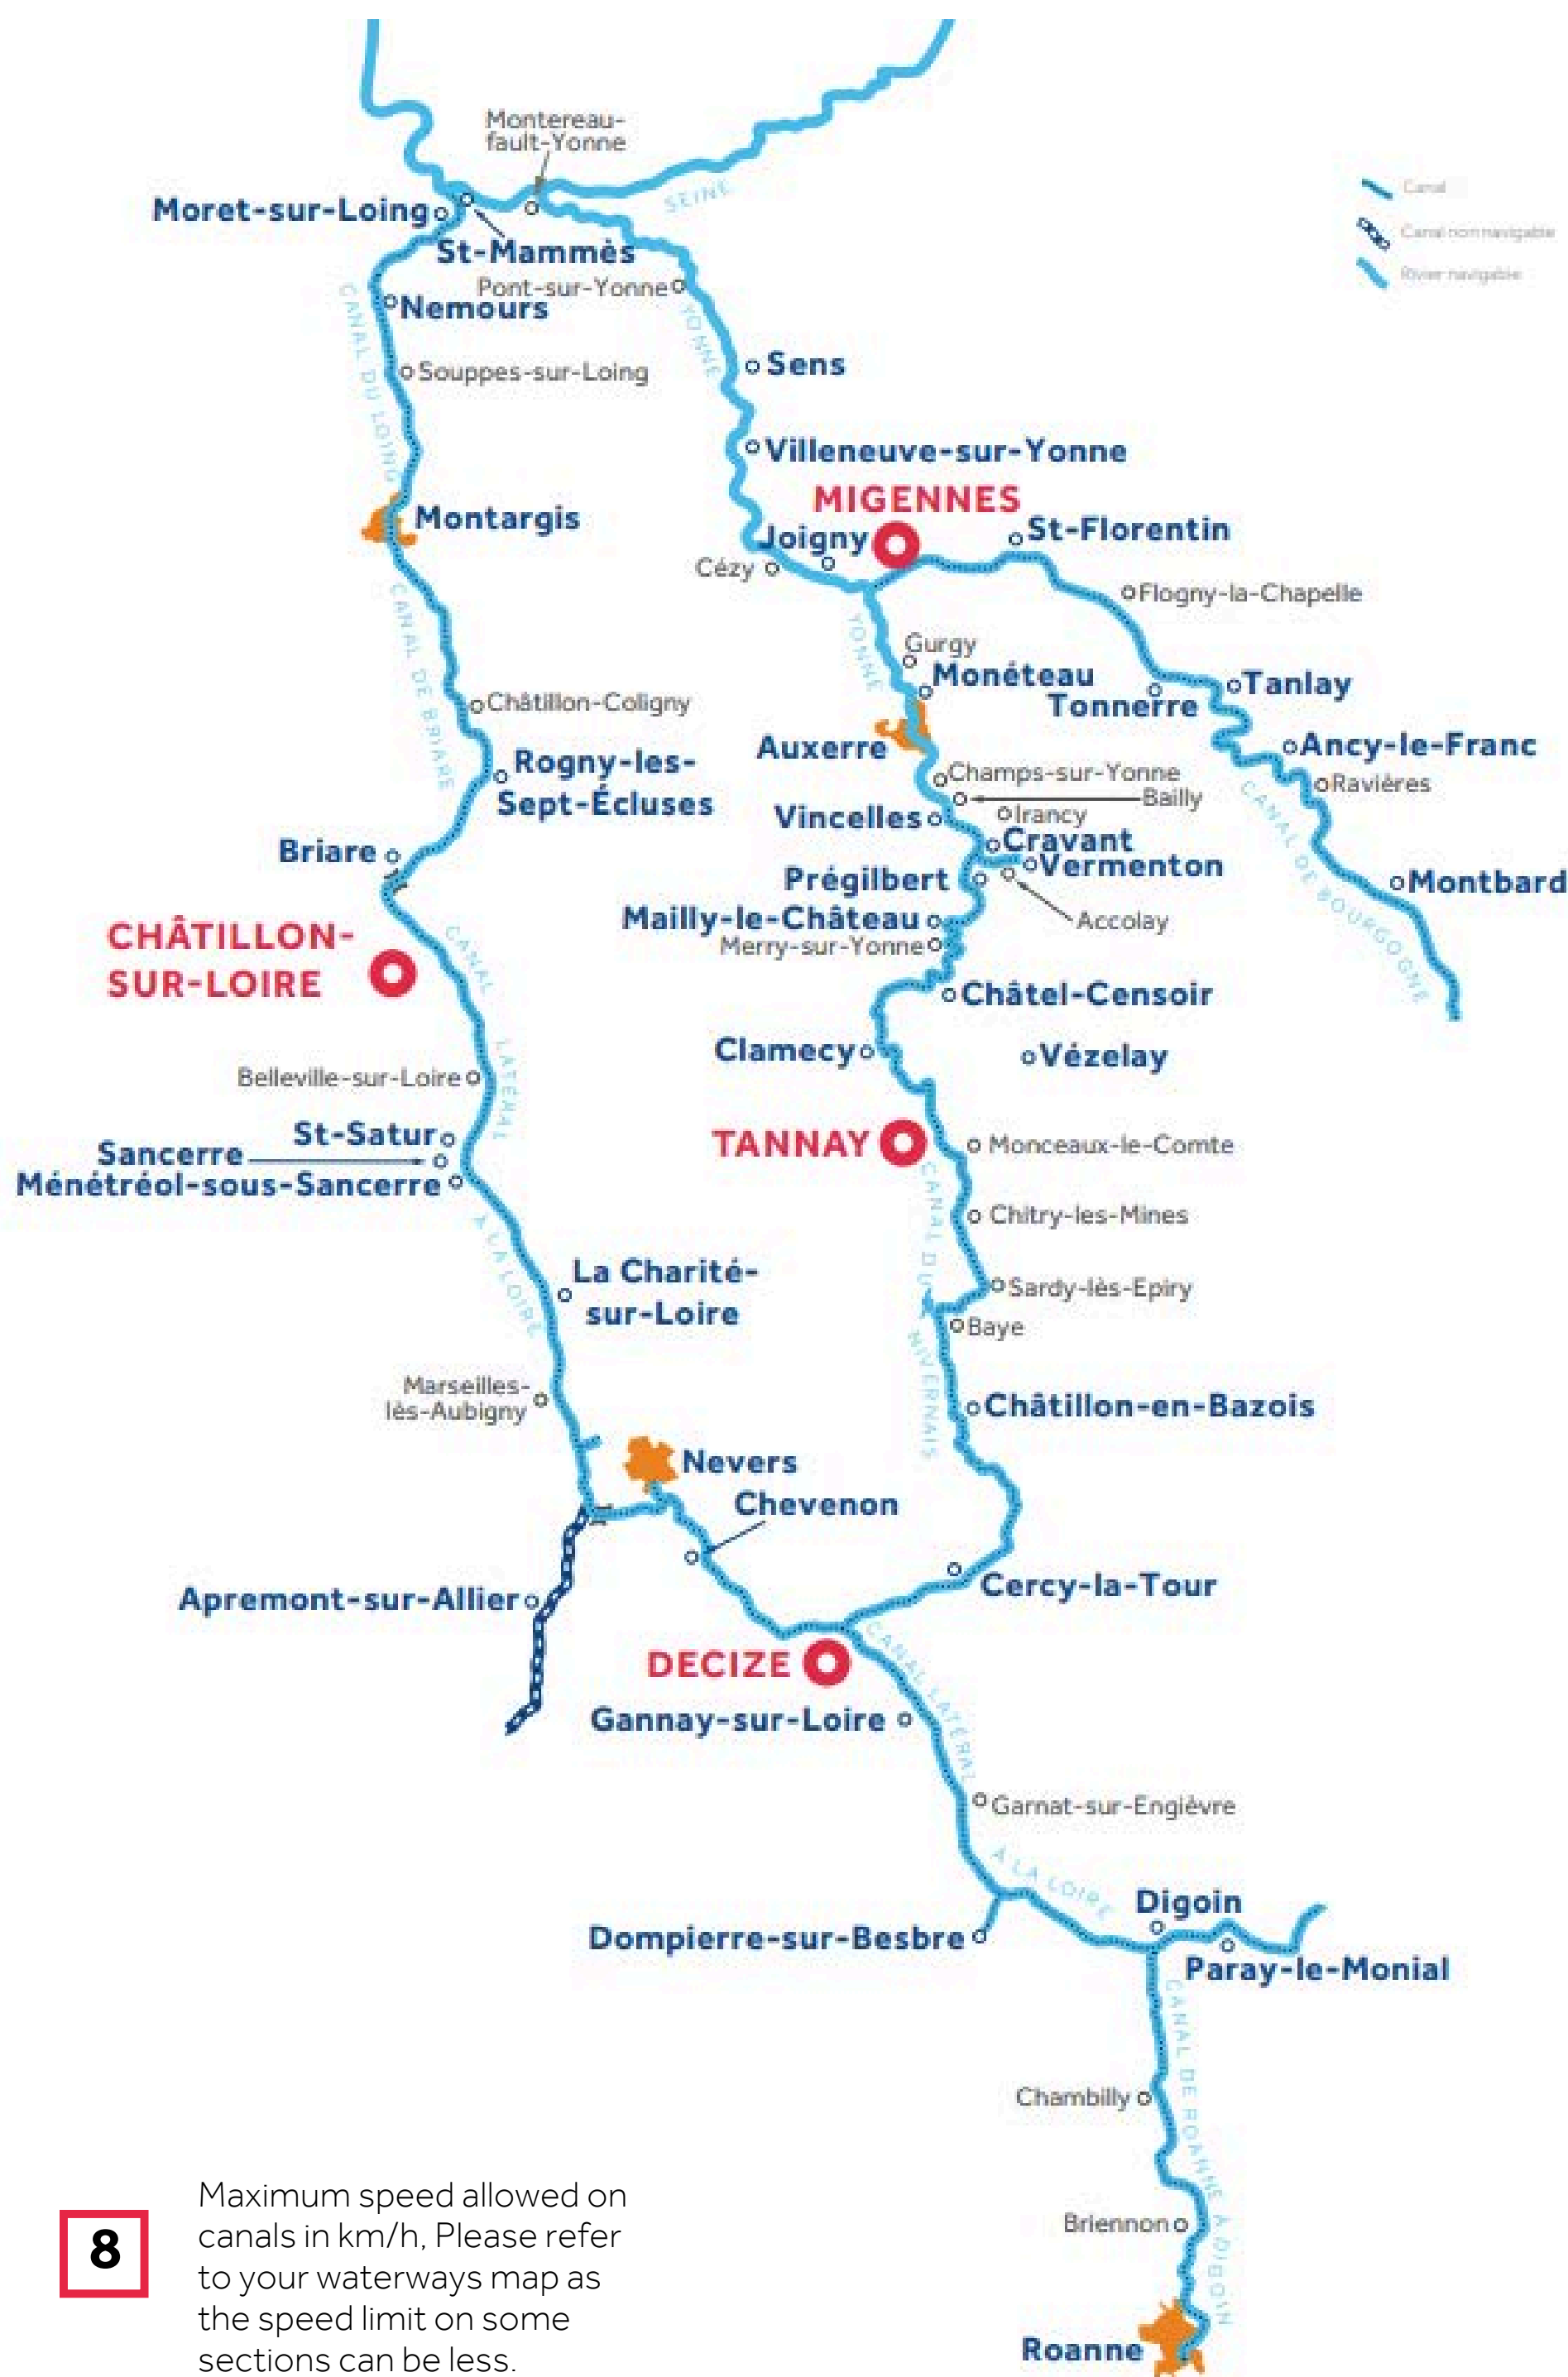 Montereau-
fault-Yonne
SEINE
Canal
Canal non navigable
Rivier navigable
Moret-sur-Loing
St-Mammès
Pont-sur-Yonne
Nemours
YONNE
CANAL DU LOING
Souppes-sur-Loing
Sens
Villeneuve-sur-Yonne
MIGENNES
Montargis
Joigny
St-Florentin
Cézy
Flogny-la-Chapelle
CANAL DE BRIARE
YONNE
Gurgy
Monéteau
Tonnerre
Tanlay
Châtillon-Coligny
Auxerre
Ancy-le-Franc
Rogny-les-
Sept-Écluses
Champs-sur-Yonne
Ravières
Bailly
Vincelles
Irancy
CANAL DE BOURGOGNE
Cravant
Briare
Vermenton
Prégilbert
Montbard
Mailly-le-Château
Accolay
Merry-sur-Yonne
CHÂTILLON-
SUR-LOIRE
CANAL LATÉRAL À LA LOIRE
Châtel-Censoir
Clamecy
Vézelay
Belleville-sur-Loire
St-Satur
TANNAY
Monceaux-le-Comte
Sancerre
Ménétréol-sous-Sancerre
CANAL DU NIVERNAIS
Chitry-les-Mines
La Charité-
sur-Loire
Sardy-lès-Epiry
Baye
Marseilles-
lès-Aubigny
Châtillon-en-Bazois
Nevers
Chevenon
Apremont-sur-Allier
Cercy-la-Tour
DECIZE
CANAL LATÉRAL À LA LOIRE
Gannay-sur-Loire
Garnat-sur-Engièvre
Digoin
Dompierre-sur-Besbre
Paray-le-Monial
CANAL DE ROANNE À DIGOIN
Chambilly
Briennon
Roanne
8
Maximum speed allowed on
canals in km/h, Please refer
to your waterways map as
the speed limit on some
sections can be less.